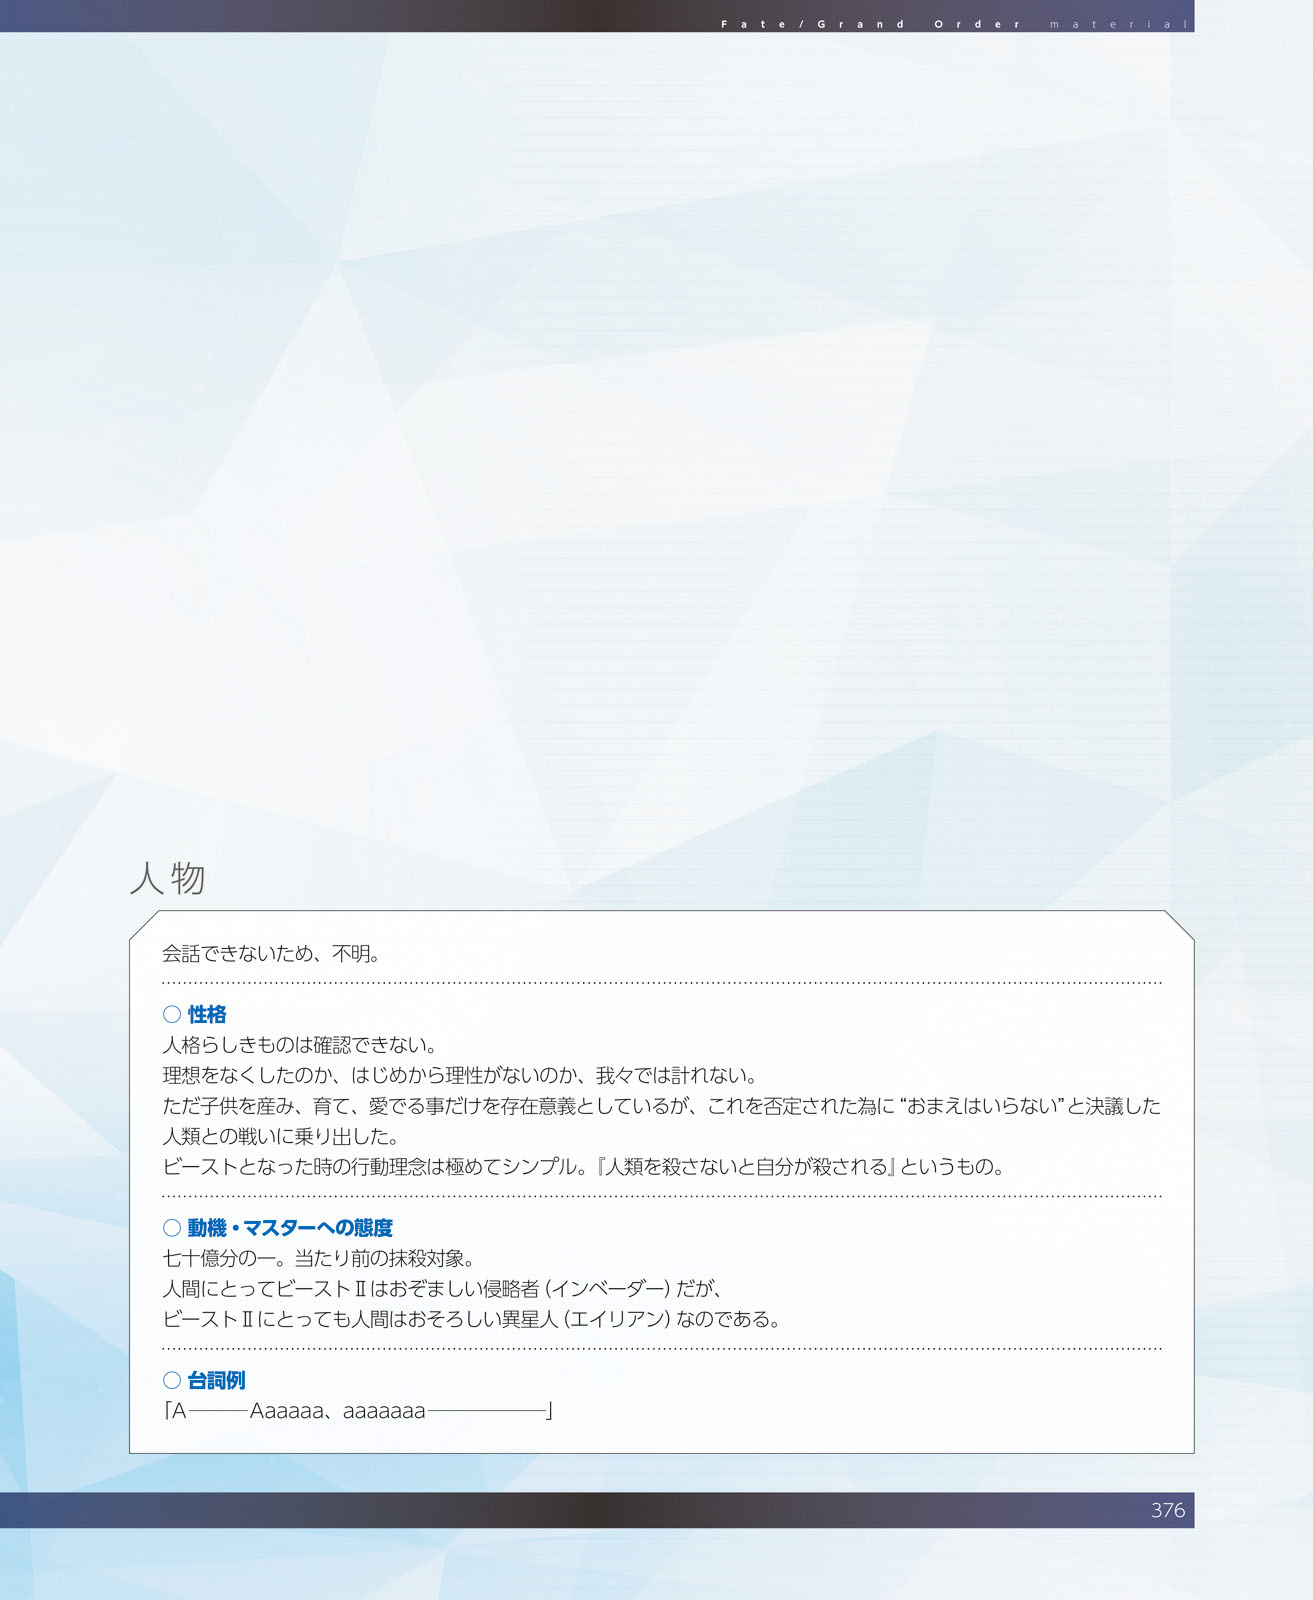 Fate/Grand Order material
人物
会話できないため、不明。
○ 性格
人格らしきものは確認できない。
理想をなくしたのか、はじめから理性がないのか、我々では計れない。
ただ子供を産み、育て、愛でる事だけを存在意義としているが、これを否定された為に“おまえはいらない”と決議した
人類との戦いに乗り出した。
ビーストとなった時の行動理念は極めてシンプル。『人類を殺さないと自分が殺される』というもの。
○ 動機・マスターへの態度
七十億分の一。当たり前の抹殺対象。
人間にとってビーストⅡはおぞましい侵略者（インベーダー）だが、
ビーストⅡにとっても人間はおそろしい異星人（エイリアン）なのである。
○ 台詞例
「A―――Aaaaaa、aaaaaaa――――――」
376